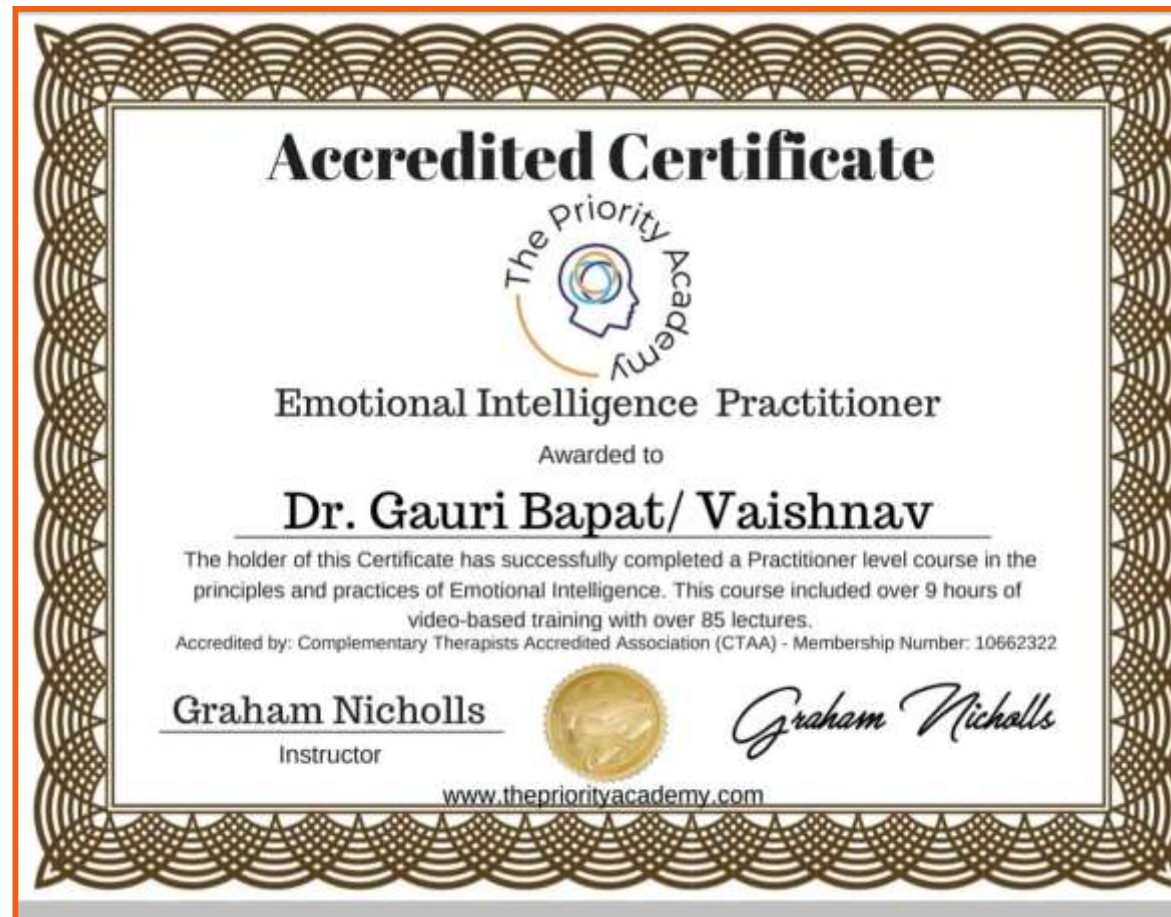 Accredited Certificate
The Priority Academy
Emotional Intelligence Practitioner
Awarded to
Dr. Gauri Bapat/ Vaishnav
The holder of this Certificate has successfully completed a Practitioner level course in the
principles and practices of Emotional Intelligence. This course included over 9 hours of
video-based training with over 85 lectures.
Accredited by: Complementary Therapists Accredited Association (CTAA) - Membership Number: 10662322
Graham Nicholls
Graham Nicholls
Instructor
www.thepriorityacademy.com